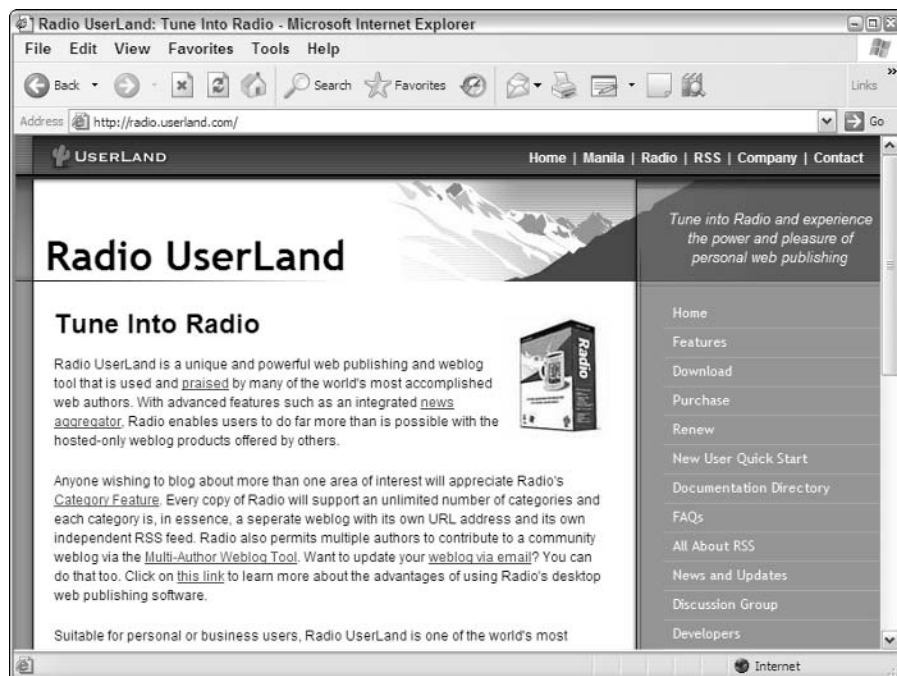 Radio UserLand: Tune Into Radio - Microsoft Internet Explorer
File Edit View Favorites Tools Help
Back Search Favorites Links »
Address http://radio.userland.com/ Go
USERLAND Home | Manila | Radio | RSS | Company | Contact
Tune into Radio and experience
the power and pleasure of
personal web publishing
Radio UserLand
Tune Into Radio
Radio
Radio UserLand is a unique and powerful web publishing and weblog
tool that is used and praised by many of the world's most accomplished
web authors. With advanced features such as an integrated news
aggregator, Radio enables users to do far more than is possible with the
hosted-only weblog products offered by others.
Anyone wishing to blog about more than one area of interest will appreciate Radio's
Category Feature. Every copy of Radio will support an unlimited number of categories and
each category is, in essence, a seperate weblog with its own URL address and its own
independent RSS feed. Radio also permits multiple authors to contribute to a community
weblog via the Multi-Author Weblog Tool. Want to update your weblog via email? You can
do that too. Click on this link to learn more about the advantages of using Radio's desktop
web publishing software.
Suitable for personal or business users, Radio UserLand is one of the world's most
Home
Features
Download
Purchase
Renew
New User Quick Start
Documentation Directory
FAQs
All About RSS
News and Updates
Discussion Group
Developers
Internet